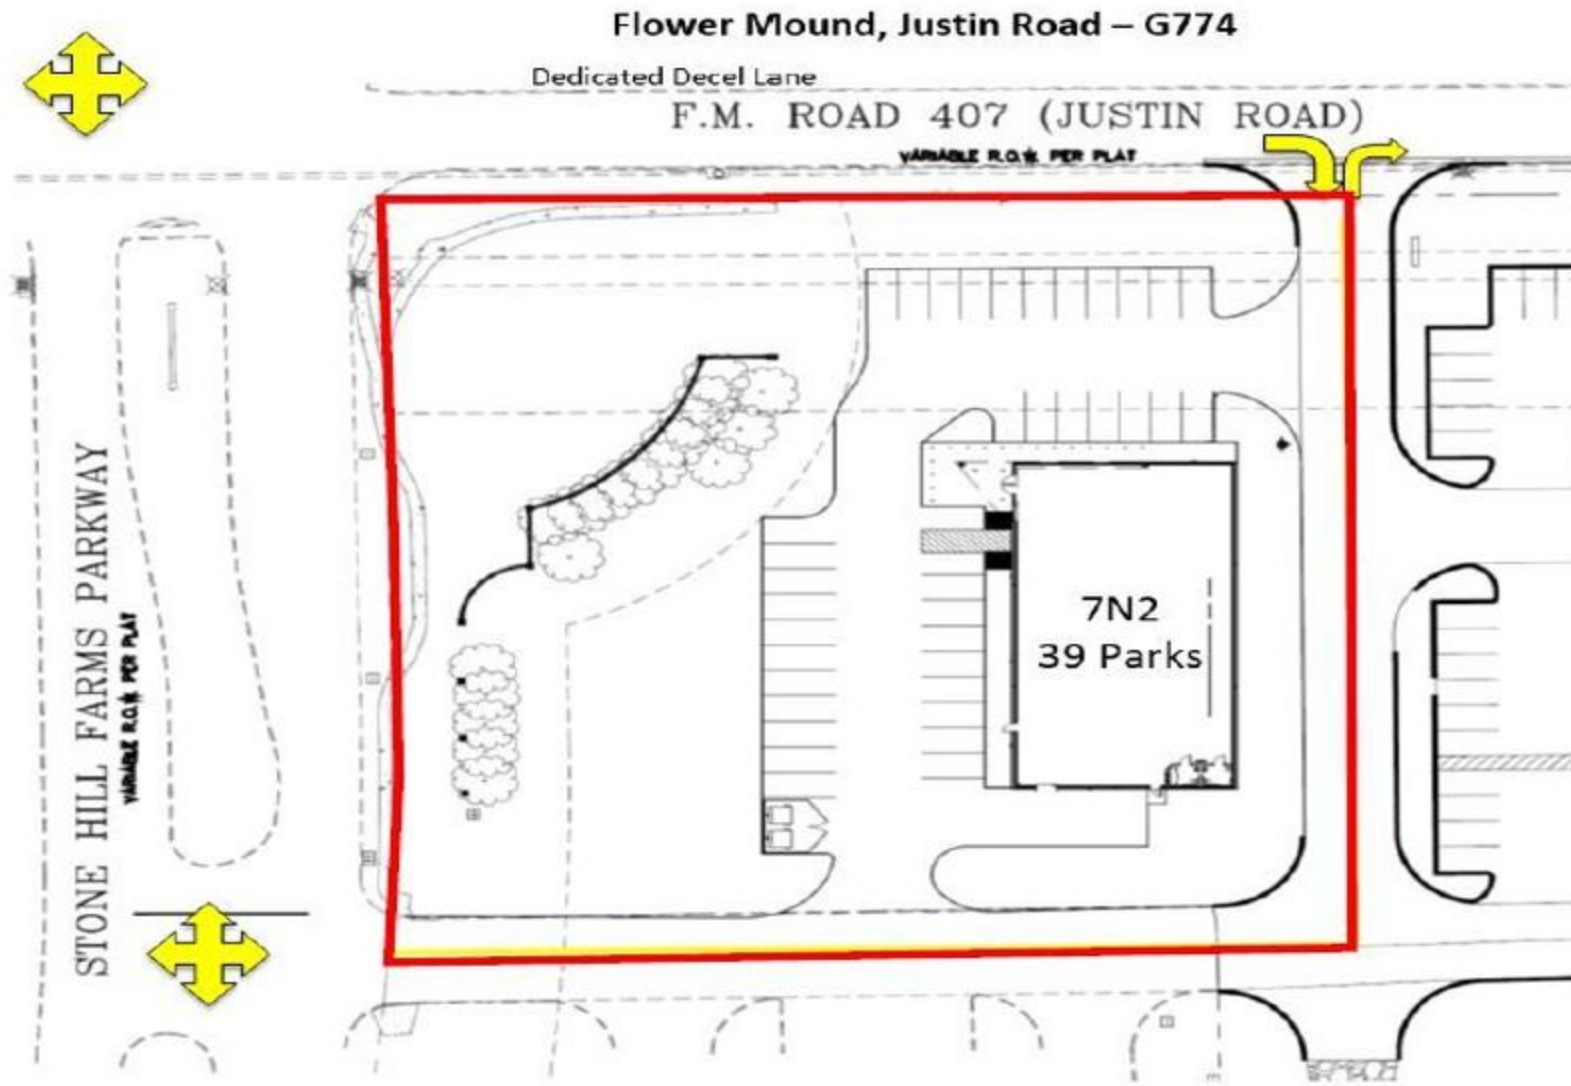 Flower Mound, Justin Road – G774
Dedicated Decel Lane
F.M. ROAD 407 (JUSTIN ROAD)
VARIABLE R.O.W. PER PLAT
STONE HILL FARMS PARKWAY
VARIABLE R.O.W. PER PLAT
7N2
39 Parks